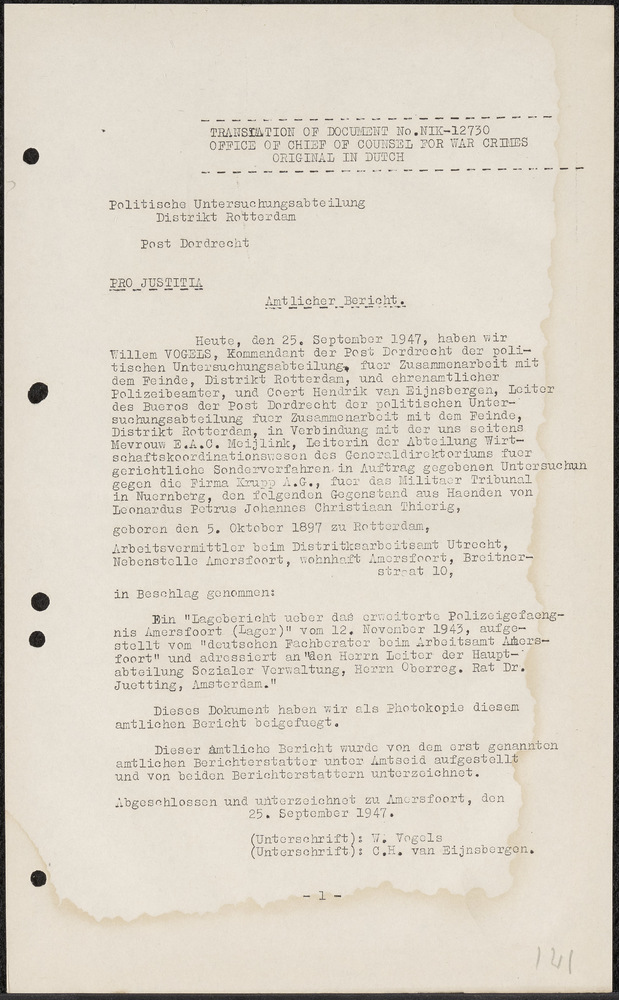 TRANSLATION OF DOCUMENT No.NIK-12730
OFFICE OF CHIEF OF COUNSEL FOR WAR CRIMES
ORIGINAL IN DUTCH
Politische Untersuchungsabteilung
Distrikt Rotterdam
Post Dordrecht
PRO JUSTITIA
Amtlicher Bericht.
Heute, den 25. September 1947, haben wir
Willem VOGELS, Kommandant der Post Dordrecht der poli-
tischen Untersuchungsabteilung, fuer Zusammenarbeit mit
dem Feinde, Distrikt Rotterdam, und ehrenamtlicher
Polizeibeamter, und Coert Hendrik van Eijnsbergen, Leiter
des Bueros der Post Dordrecht der politischen Unter-
suchungsabteilung fuer Zusammenarbeit mit dem Feinde,
Distrikt Rotterdam, in Verbindung mit der uns seitens
Mevrouw E.A.C. Meijlink, Leiterin der Abteilung Wirt-
schaftskoordinationswesen des Generaldirektoriums fuer
gerichtliche Sonderverfahren in Auftrag gegebenen Untersuchun
gegen die Firma Krupp A.G., fuer das Militaer Tribunal
in Nuernberg, den folgenden Gegenstand aus Haenden von
Leonardus Petrus Johannes Christiaan Thierig,
geboren den 5. Oktober 1897 zu Rotterdam,
Arbeitsvermittler beim Distritksarbeitsamt Utrecht,
Nebenstelle Amersfoort, wohnhaft Amersfoort, Breitner-
straat 10,
in Beschlag genommen:
Ein "Lagebericht ueber das erweiterte Polizeigefaeng-
nis Amersfoort (Lager)" vom 12. November 1943, aufge-
stellt vom "deutschen Fachberater beim Arbeitsamt Amers-
foort" und adressiert an "den Herrn Leiter der Haupt-
abteilung Sozialer Verwaltung, Herrn Oberreg. Rat Dr.
Juetting, Amsterdam."
Dieses Dokument haben wir als Photokopie diesem
amtlichen Bericht beigefuegt.
Dieser Amtliche Bericht wurde von dem erst genannten
amtlichen Berichterstatter unter Amtseid aufgestellt
und von beiden Berichterstattern unterzeichnet.
Abgeschlossen und unterzeichnet zu Amersfoort, den
25. September 1947.
(Unterschrift): W. Vogels
(Unterschrift): C.H. van Eijnsbergen.
- 1 -
121